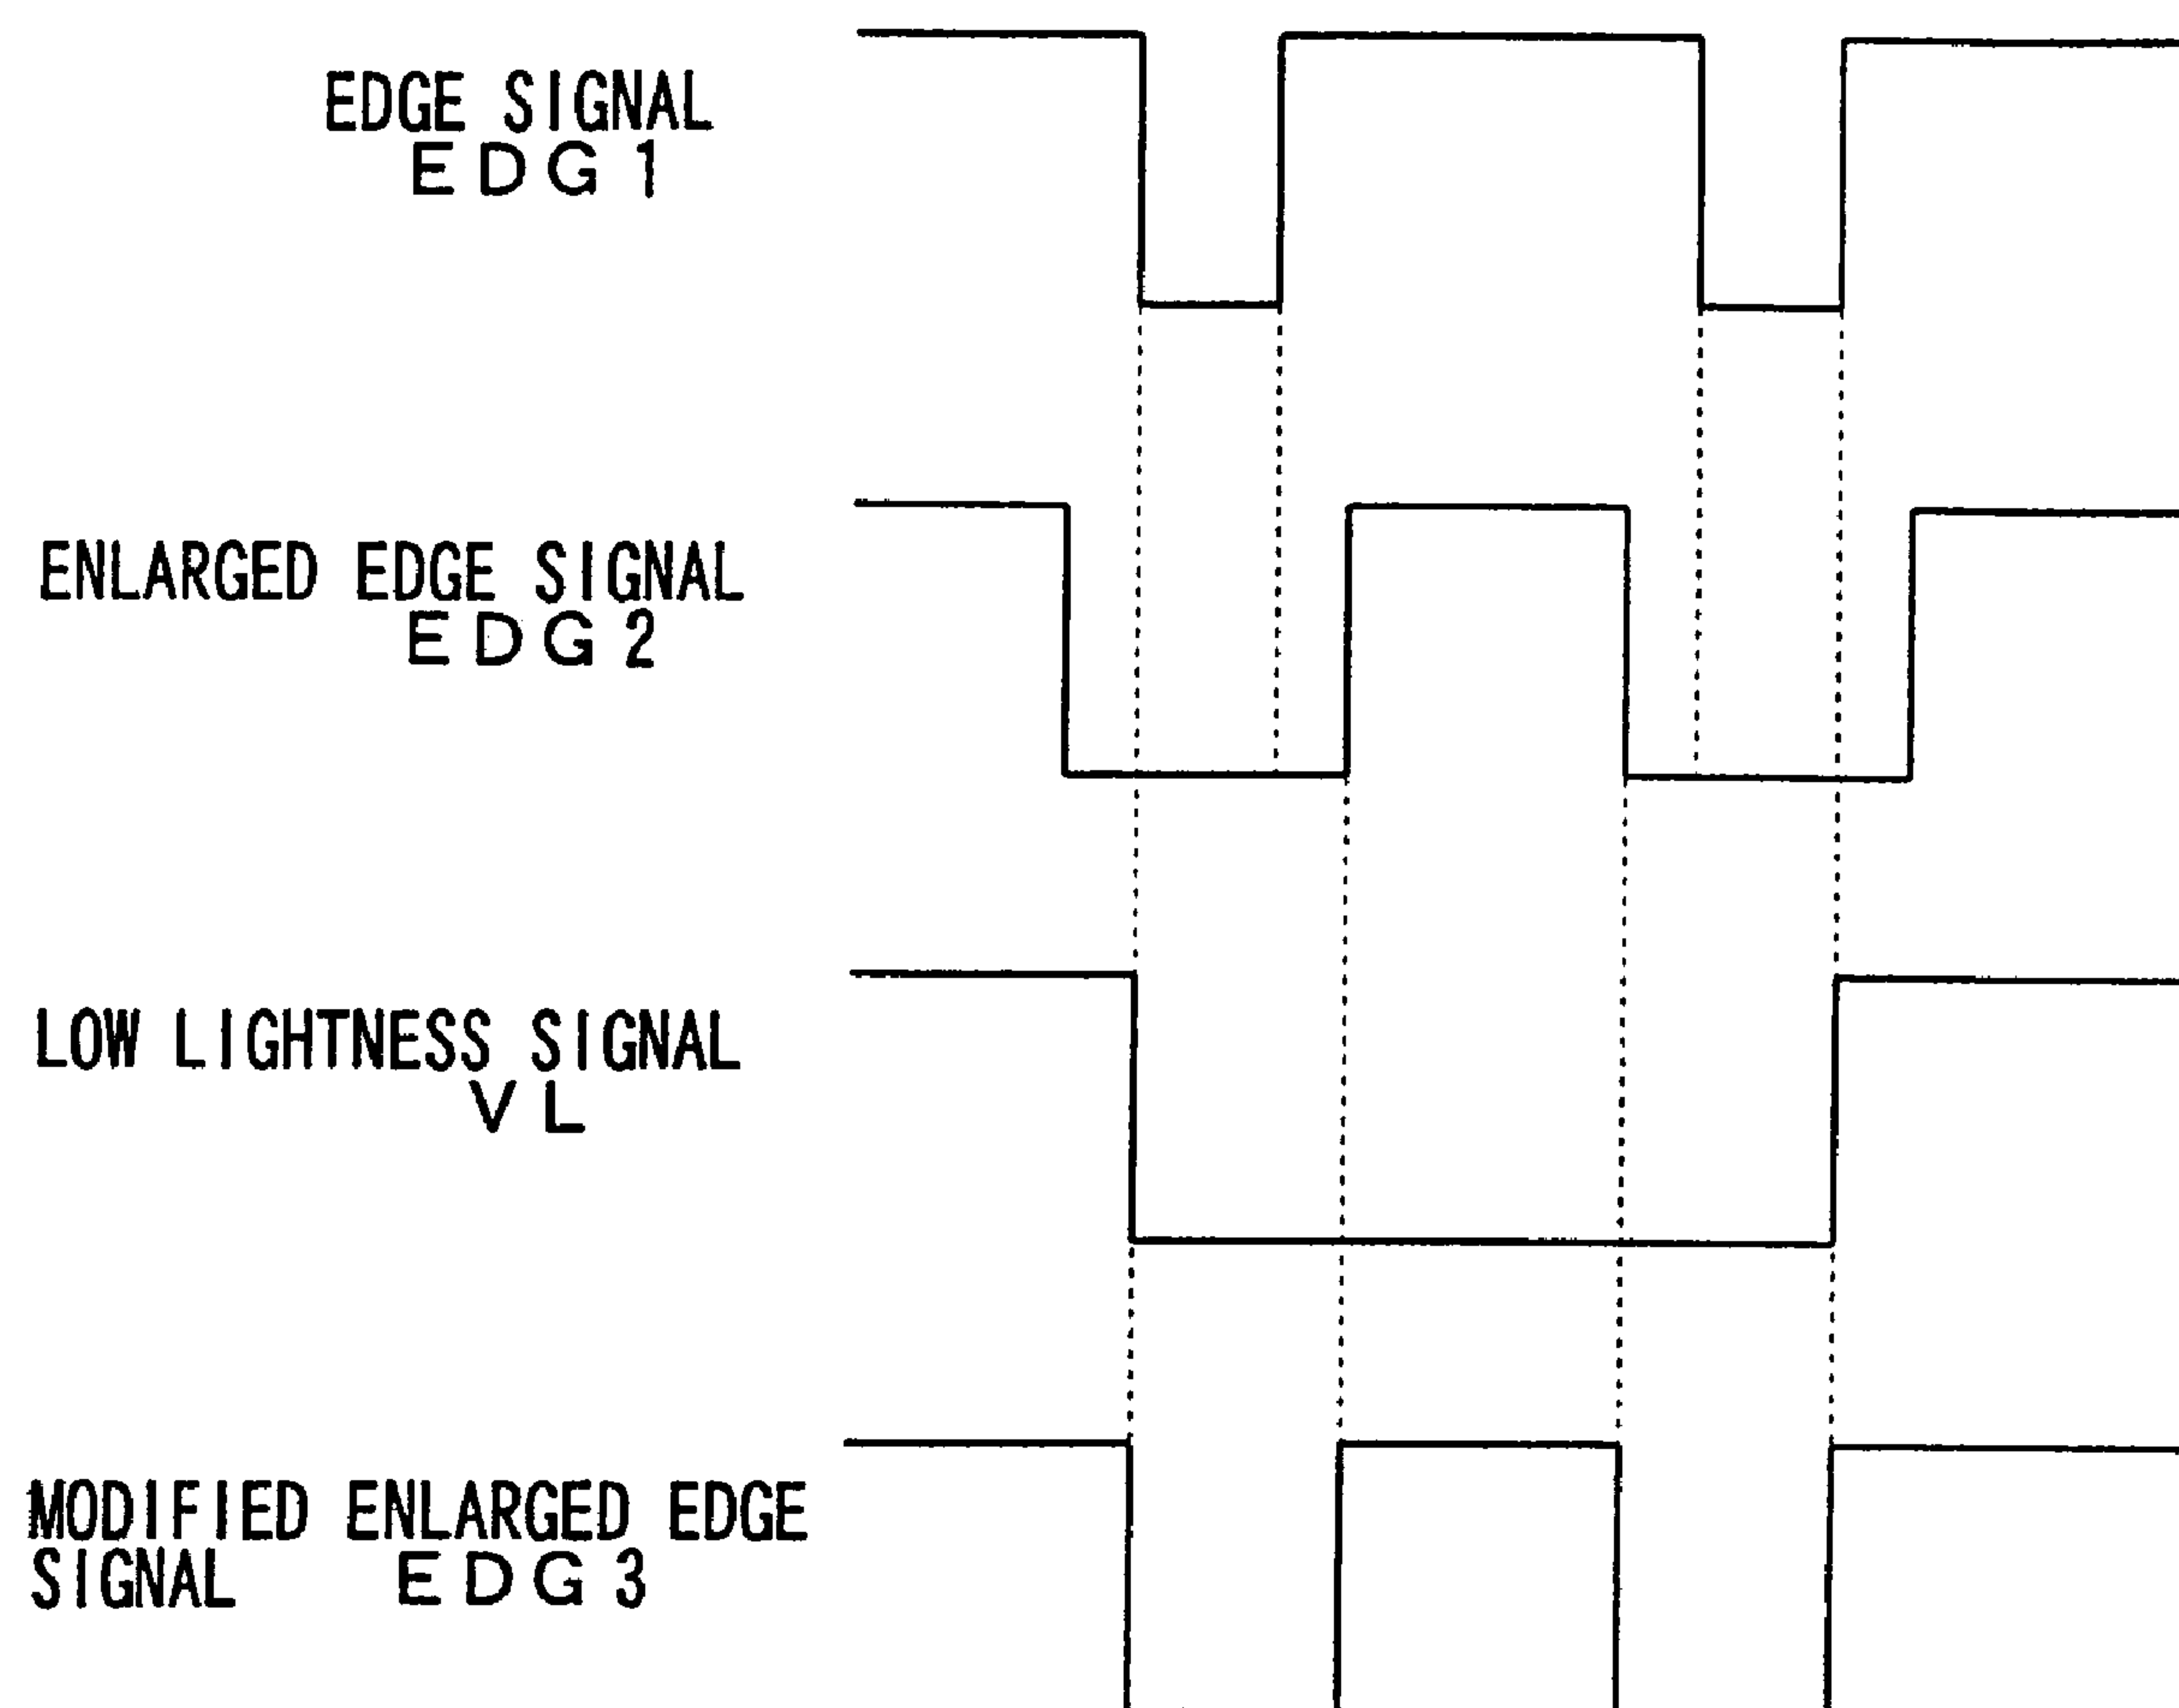 EDGE SIGNAL
EDG1
ENLARGED EDGE SIGNAL
EDG2
LOW LIGHTNESS SIGNAL
VL
MODIFIED ENLARGED EDGE
SIGNAL EDG3